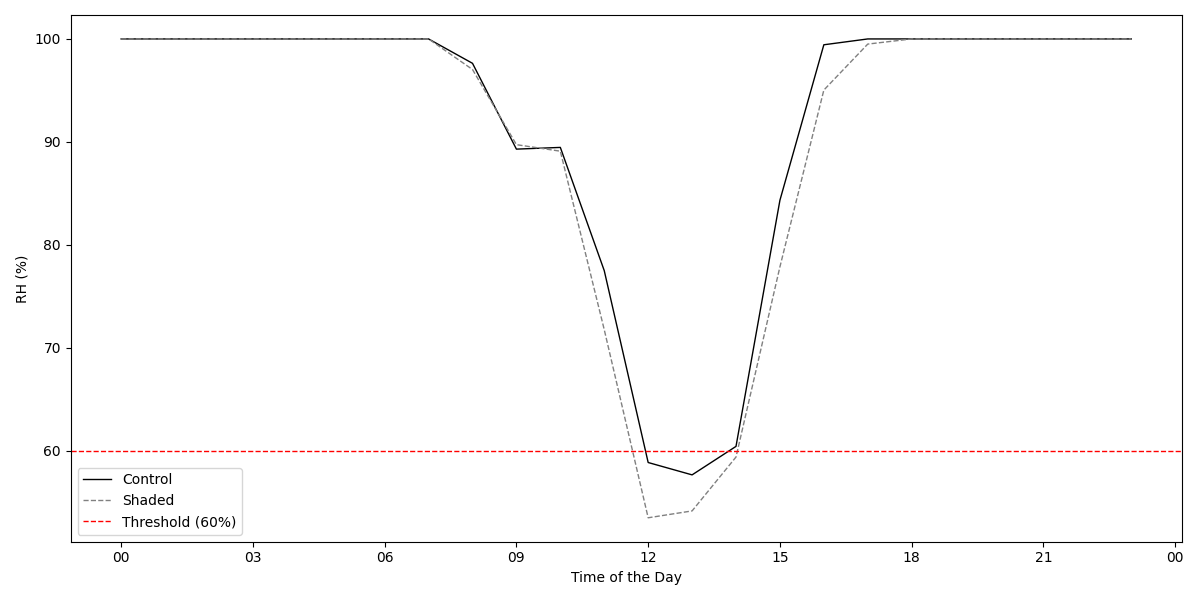 100
90
80
70
60
RH (%)
Control
Shaded
Threshold (60%)
00 03 06 09 12 15 18 21 00
Time of the Day